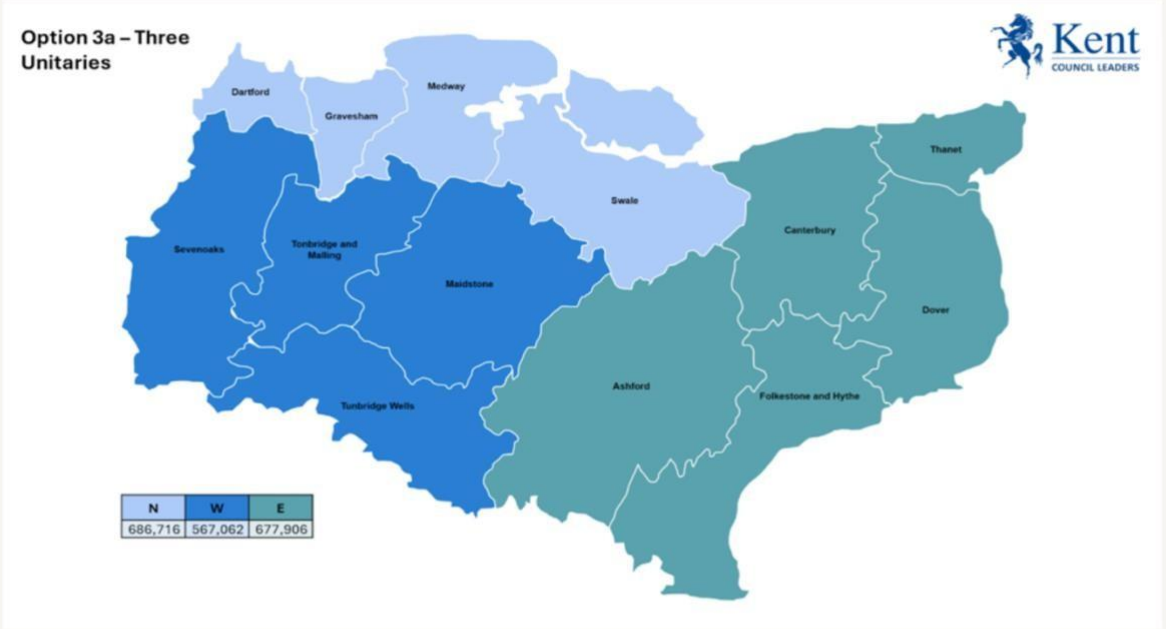 Option 3a – Three
Unitaries
Kent
COUNCIL LEADERS
Dartford
Gravesham
Medway
Swale
Thanet
Canterbury
Sevenoaks
Tonbridge and
Malling
Maidstone
Dover
Ashford
Folkestone and Hythe
Tunbridge Wells
N W E
686,716 567,062 677,906